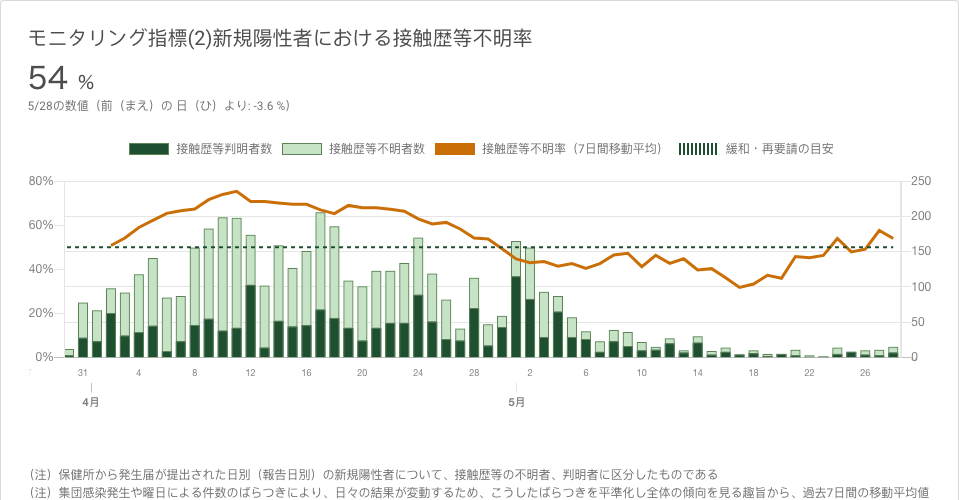 モニタリング指標(2)新規陽性者における接触歴等不明率
54 %
5/28の数値（前（まえ）の 日（ひ）より: -3.6 %）
接触歴等判明者数 接触歴等不明者数 接触歴等不明率（7日間移動平均） 緩和・再要請の目安
80% 250
200
60%
150
40%
100
20%
50
0% 0
31 4 8 12 16 20 24 28 2 6 10 14 18 22 26
4月 5月
（注）保健所から発生届が提出された日別（報告日別）の新規陽性者について、接触歴等の不明者、判明者に区分したものである
（注）集団感染発生や曜日による件数のばらつきにより、日々の結果が変動するため、こうしたばらつきを平準化し全体の傾向を見る趣旨から、過去7日間の移動平均値